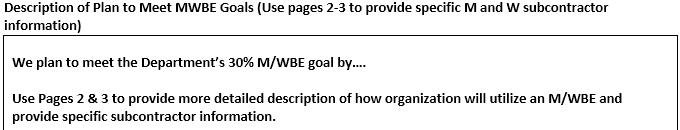 Description of Plan to Meet MWBE Goals (Use pages 2-3 to provide specific M and W subcontractor
information)
We plan to meet the Department's 30% M/WBE goal by....
Use Pages 2 & 3 to provide more detailed description of how organization will utilize an M/WBE and
provide specific subcontractor information.